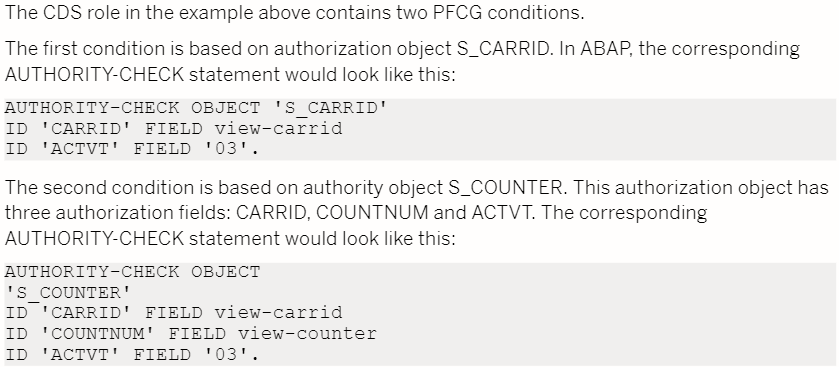 The CDS role in the example above contains two PFCG conditions.
The first condition is based on authorization object S_CARRID. In ABAP, the corresponding
AUTHORITY-CHECK statement would look like this:
AUTHORITY-CHECK OBJECT 'S_CARRID'
ID 'CARRID' FIELD view-carrid
ID 'ACTVT' FIELD '03'.
The second condition is based on authority object S_COUNTER. This authorization object has
three authorization fields: CARRID, COUNTNUM and ACTVT. The corresponding
AUTHORITY-CHECK statement would look like this:
AUTHORITY-CHECK OBJECT
'S_COUNTER'
ID 'CARRID' FIELD view-carrid
ID 'COUNTNUM' FIELD view-counter
ID 'ACTVT' FIELD '03'.